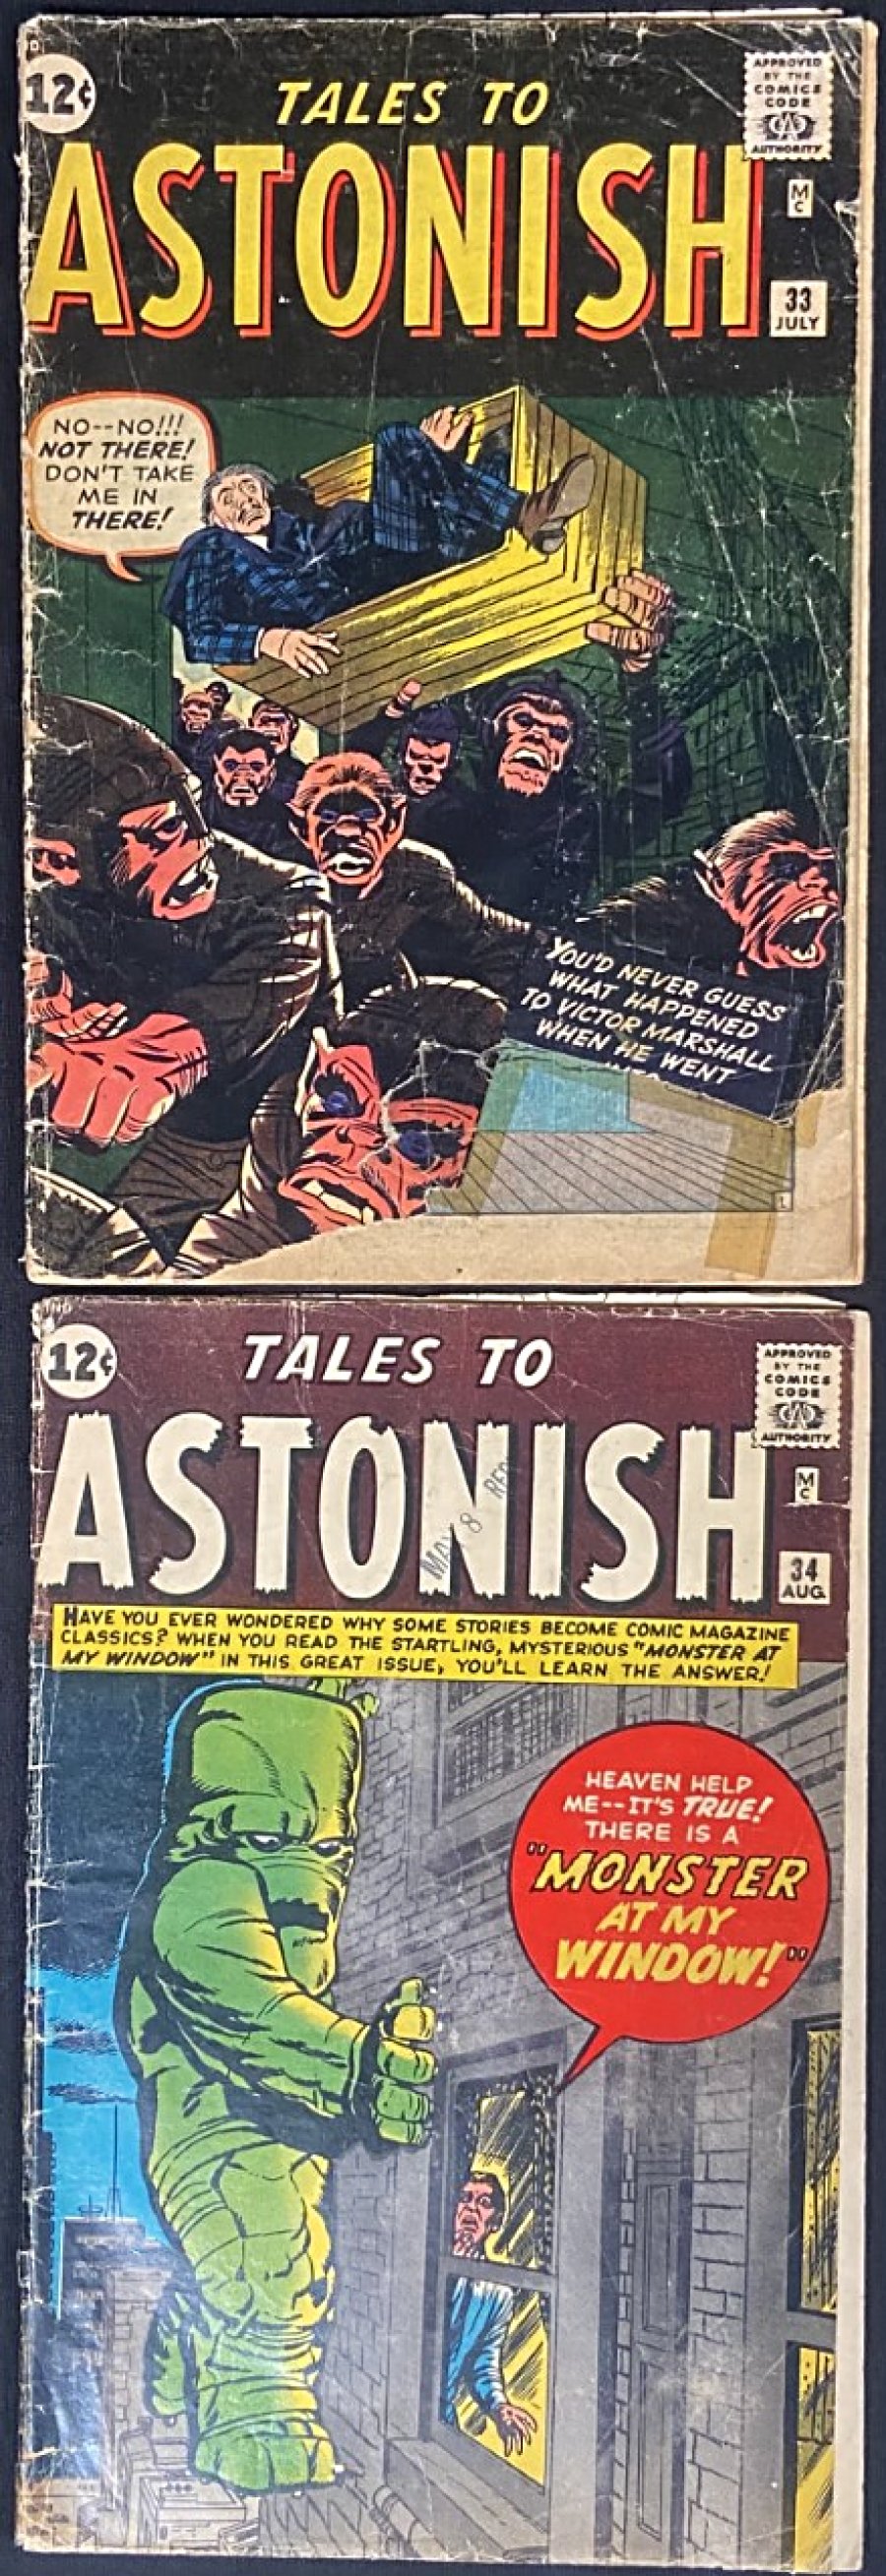 12¢
TALES TO
ASTONISH
APPROVED
BY THE
COMICS
CODE
CA
AUTHORITY
M
C
33
JULY
NO--NO!!!
NOT THERE!
DON'T TAKE
ME IN
THERE!
YOU'D NEVER GUESS
WHAT HAPPENED
TO VICTOR MARSHALL
WHEN HE WENT
12¢
TALES TO
ASTONISH
APPROVED
BY THE
COMICS
CODE
CA
AUTHORITY
M
C
34
AUG.
MAY 8
HAVE YOU EVER WONDERED WHY SOME STORIES BECOME COMIC MAGAZINE
CLASSICS? WHEN YOU READ THE STARTLING, MYSTERIOUS "MONSTER AT
MY WINDOW" IN THIS GREAT ISSUE, YOU'LL LEARN THE ANSWER!
HEAVEN HELP
ME--IT'S TRUE!
THERE IS A
"MONSTER
AT MY
WINDOW!"